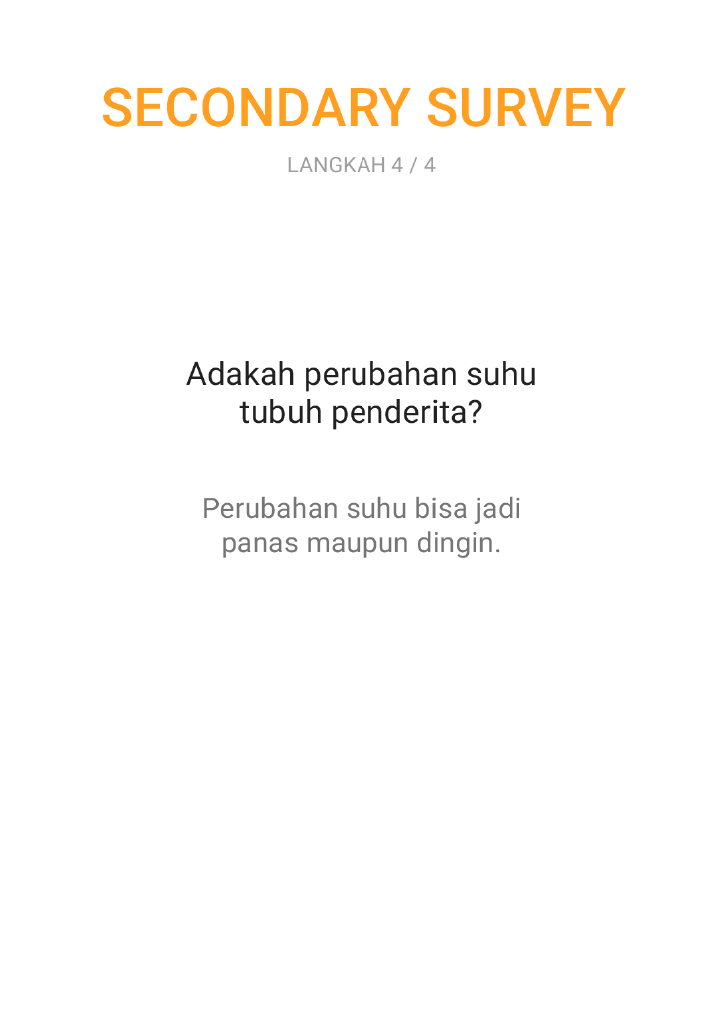 SECONDARY SURVEY
LANGKAH 4 / 4
Adakah perubahan suhu
tubuh penderita?
Perubahan suhu bisa jadi
panas maupun dingin.